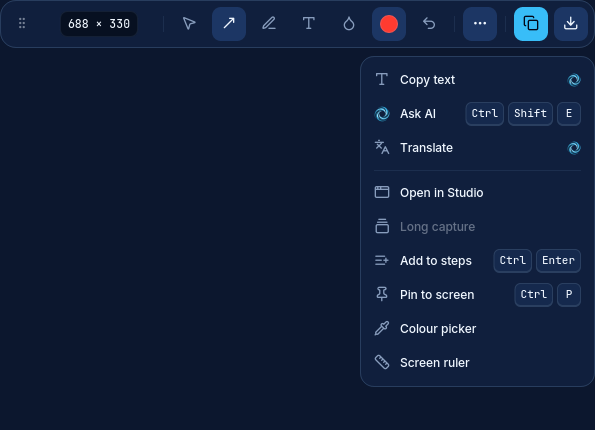 688 × 330
Copy text
Ask AI Ctrl Shift E
Translate
Open in Studio
Long capture
Add to steps Ctrl Enter
Pin to screen Ctrl P
Colour picker
Screen ruler